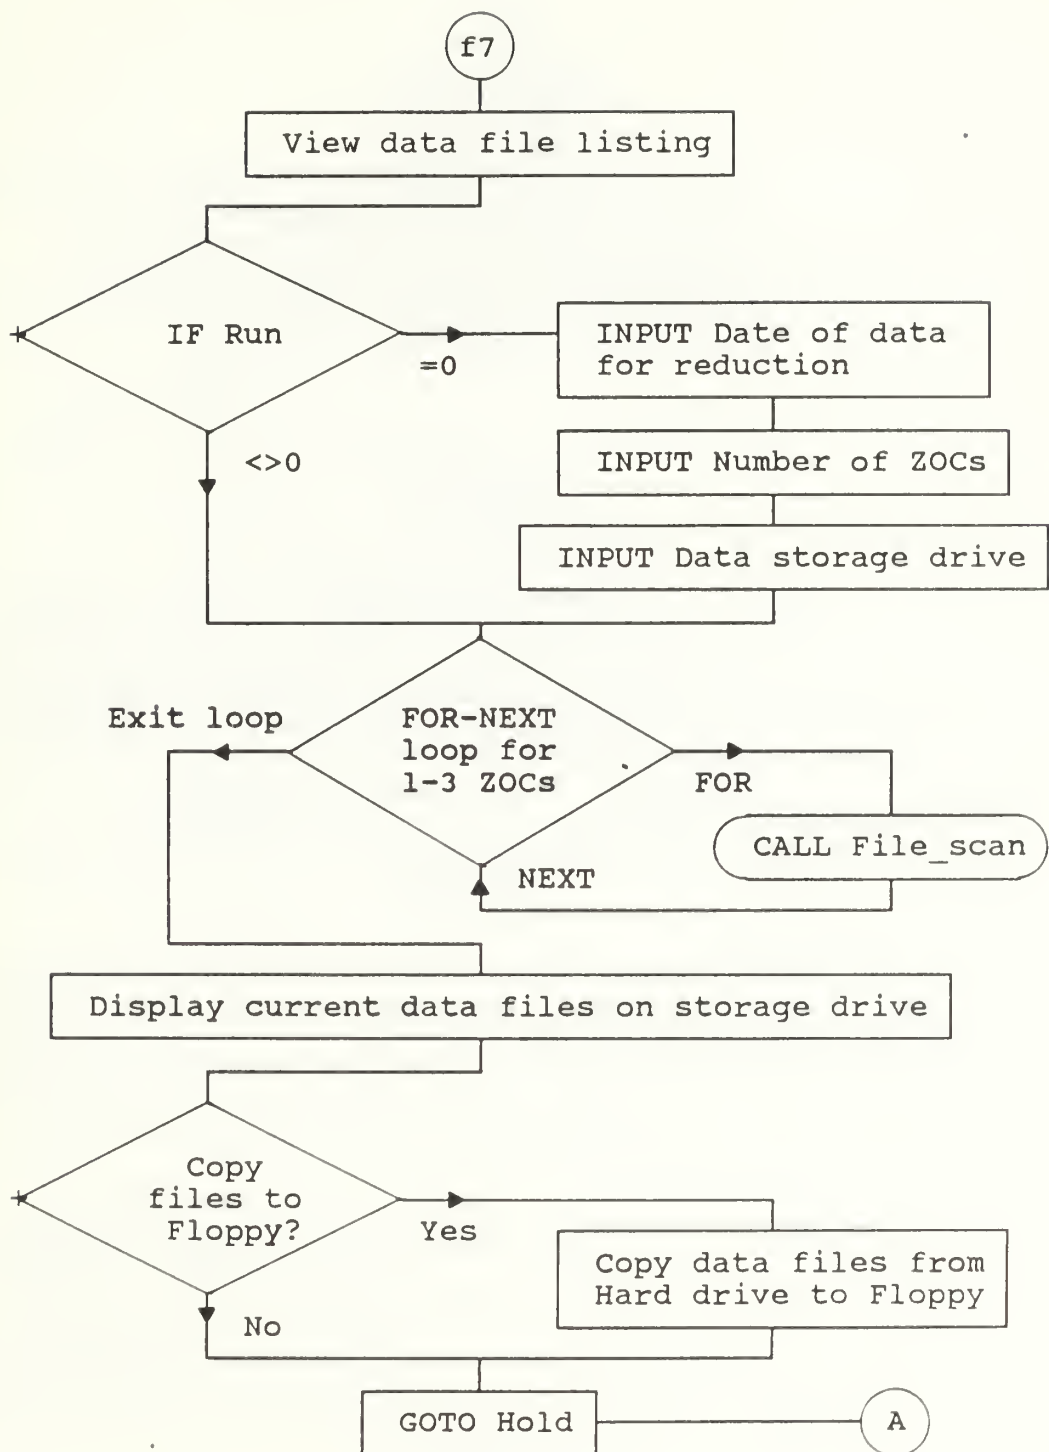 f7
View data file listing
IF Run
=0
INPUT Date of data
for reduction
<>0
INPUT Number of ZOCs
INPUT Data storage drive
Exit loop
FOR-NEXT
loop for
1-3 ZOCs
FOR
CALL File_scan
NEXT
Display current data files on storage drive
Copy
files to
Floppy?
Yes
Copy data files from
Hard drive to Floppy
No
GOTO Hold
A